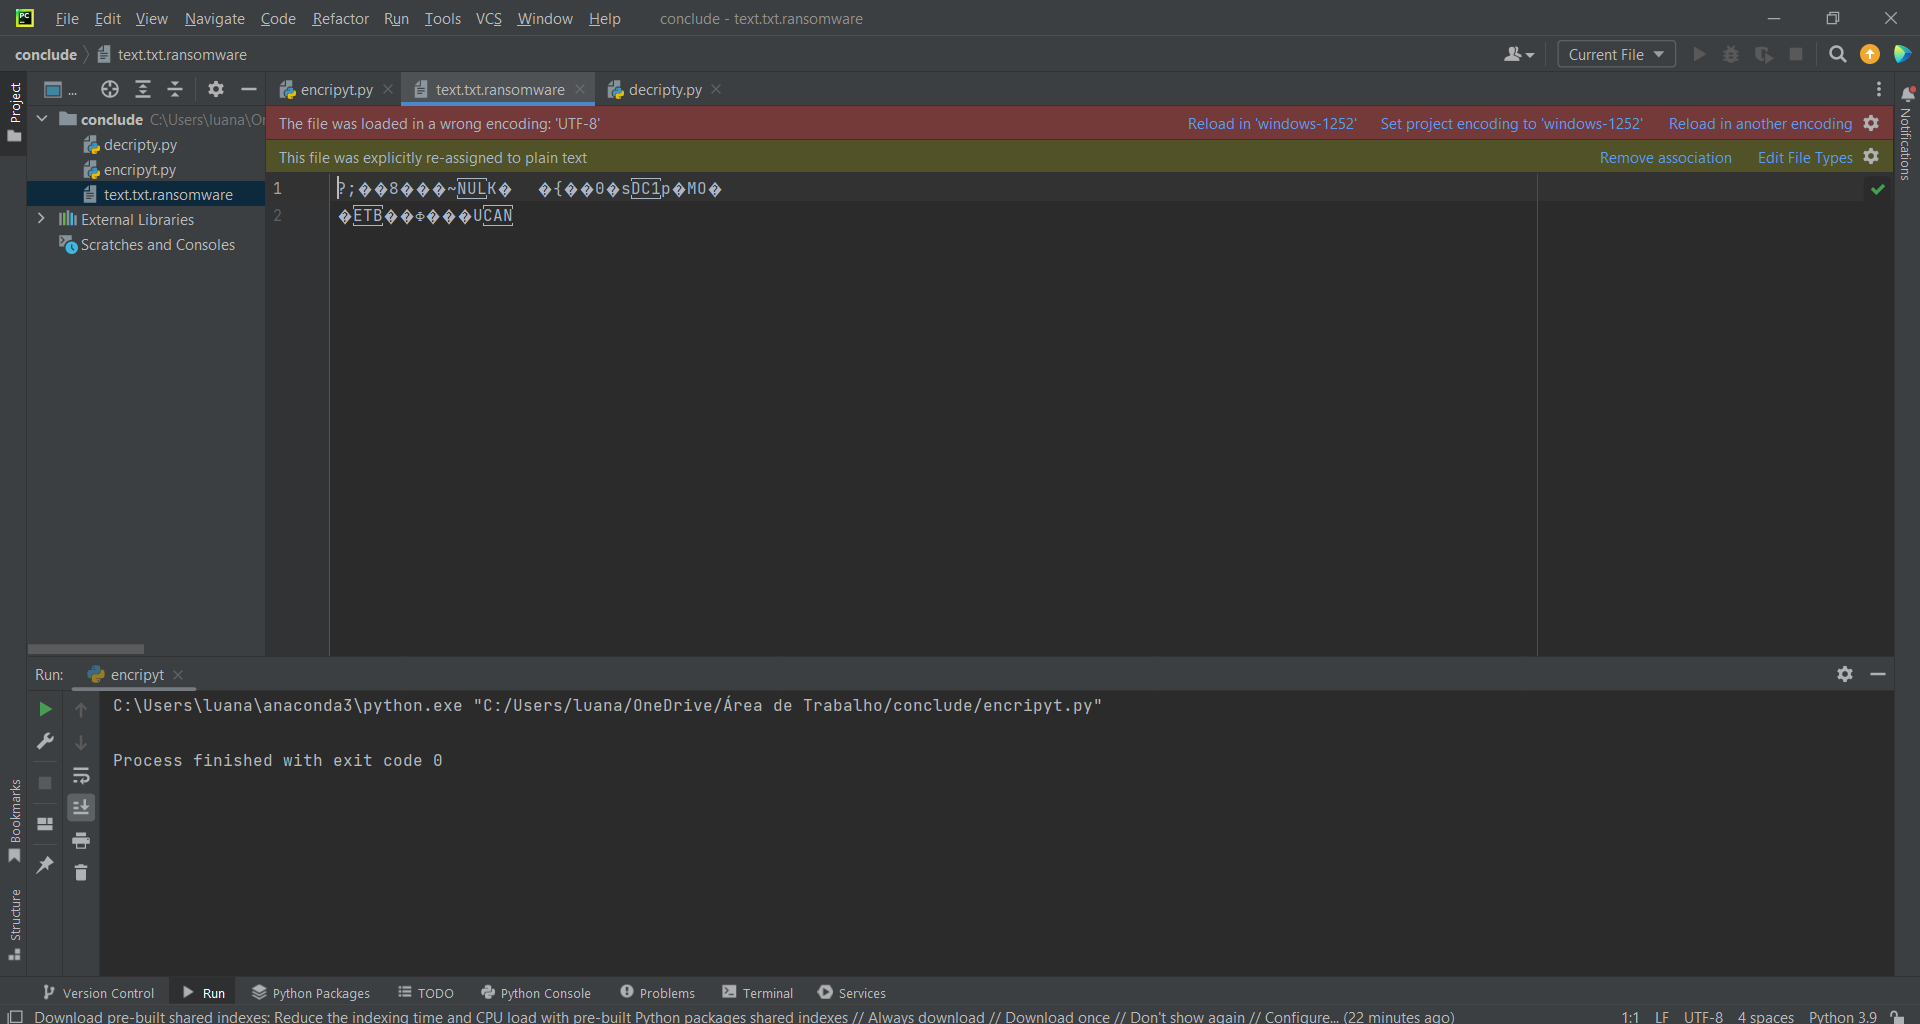 PC
File Edit View Navigate Code Refactor Run Tools VCS Window Help conclude - text.txt.ransomware
conclude text.txt.ransomware
Current File
Project
...
encripyt.py
text.txt.ransomware
decripty.py
The file was loaded in a wrong encoding: 'UTF-8'
Reload in 'windows-1252' Set project encoding to 'windows-1252' Reload in another encoding
This file was explicitly re-assigned to plain text
Remove association Edit File Types
Notifications
conclude C:\Users\luana\On
decripty.py
encripyt.py
text.txt.ransomware
External Libraries
Scratches and Consoles
1 ?;��8���~NULK� �{��0�sDC1p�MO�
2 �ETB��Φ���UCAN
Run: encripyt
C:\Users\luana\anaconda3\python.exe "C:/Users/luana/OneDrive/Área de Trabalho/conclude/encripyt.py"
Process finished with exit code 0
Bookmarks
Structure
Version Control Run Python Packages TODO Python Console Problems Terminal Services
Download pre-built shared indexes: Reduce the indexing time and CPU load with pre-built Python packages shared indexes // Always download // Download once // Don't show again // Configure... (22 minutes ago)
1:1 LF UTF-8 4 spaces Python 3.9